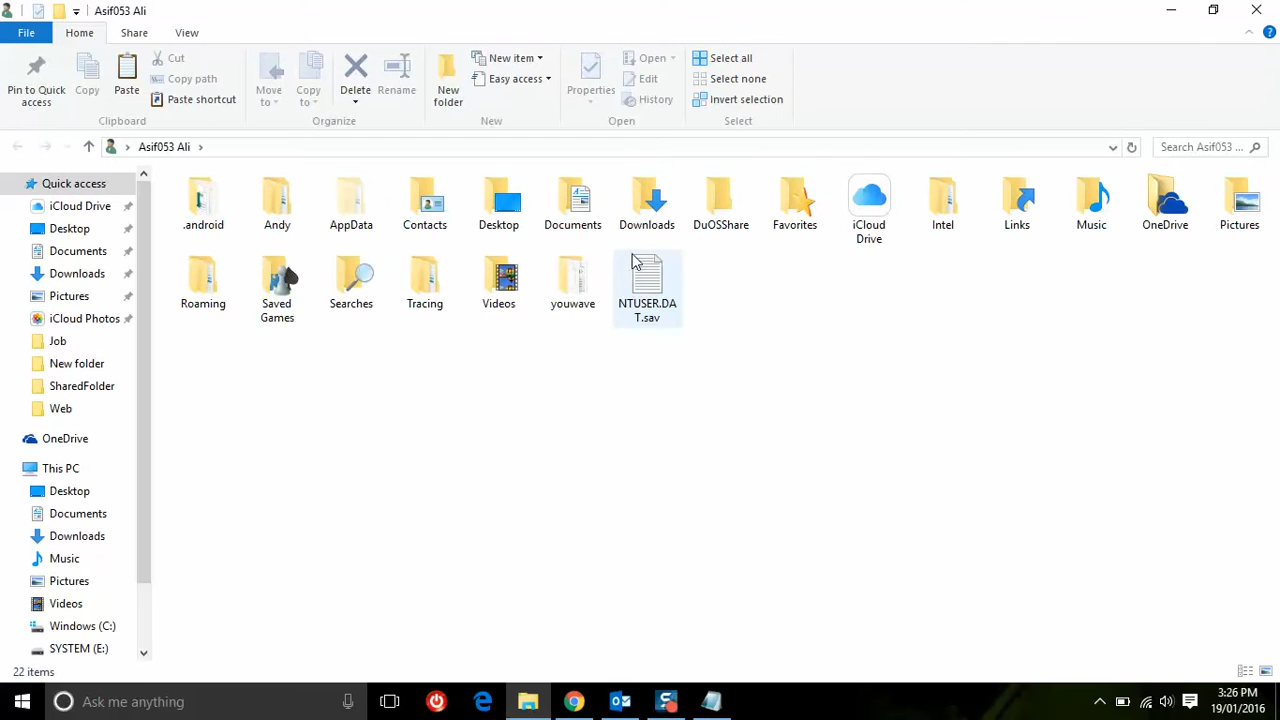 Asif053 Ali
File Home Share View
Pin to Quick access
Copy
Paste
Cut
Copy path
Paste shortcut
Clipboard
Move to
Copy to
Delete
Rename
Organize
New folder
New item
Easy access
New
Properties
Open
Edit
History
Open
Select all
Select none
Invert selection
Select
Asif053 Ali
Search Asif053 ...
Quick access
iCloud Drive
Desktop
Documents
Downloads
Pictures
iCloud Photos
Job
New folder
SharedFolder
Web
OneDrive
This PC
Desktop
Documents
Downloads
Music
Pictures
Videos
Windows (C:)
SYSTEM (E:)
.android
Andy
AppData
Contacts
Desktop
Documents
Downloads
DuOSShare
Favorites
iCloud
Drive
Intel
Links
Music
OneDrive
Pictures
Roaming
Saved
Games
Searches
Tracing
Videos
youwave
NTUSER.DA
T.sav
22 items
Ask me anything
3:26 PM
19/01/2016